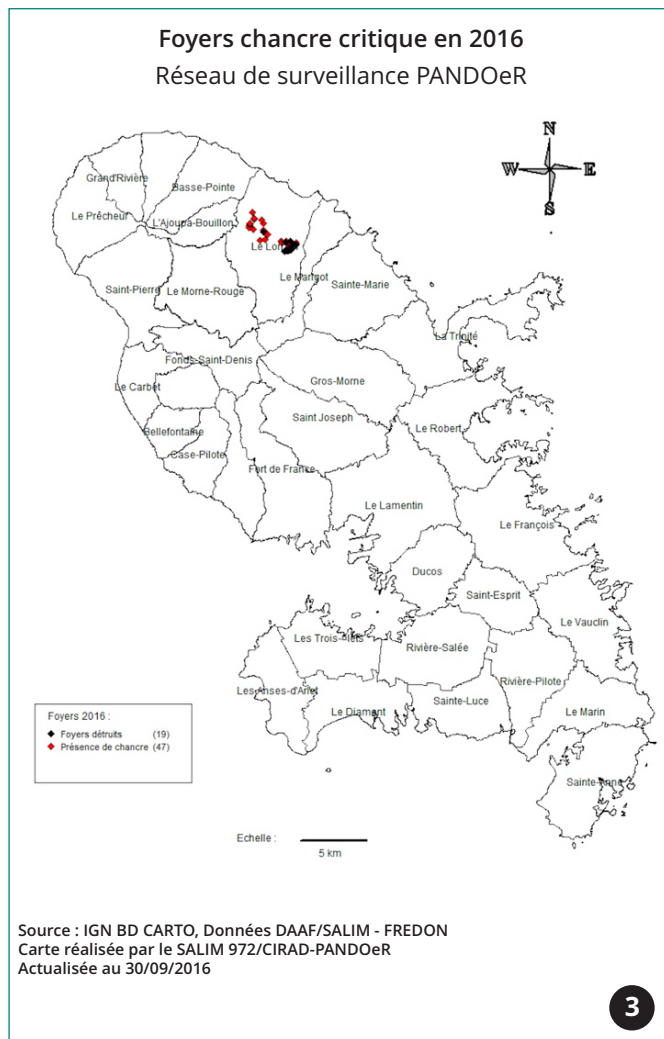 Foyers chancre critique en 2016
Réseau de surveillance PANDOeR
N
W
E
S
Grand'Rivière
Basse-Pointe
Le Prêcheur
L'Ajoupa-Bouillon
Le Marigot
Saint-Pierre
Le Morne-Rouge
Sainte-Marie
La Trinité
Fonds-Saint-Denis
Gros-Morne
Le Carbet
Saint Joseph
Le Robert
Bellefontaine
Case-Pilote
Fort de France
Le Lamentin
Le François
Ducos
Saint-Esprit
Le Vauclin
Les Trois-Ilets
Rivière-Salée
Rivière-Pilote
Les Anses-d'Arlet
Sainte-Luce
Le Diamant
Le Marin
Sainte-Anne
Foyers 2016 :
Foyers détruits (19)
Présence de chancre (47)
Echelle :
5 km
Source : IGN BD CARTO, Données DAAF/SALIM - FREDON
Carte réalisée par le SALIM 972/CIRAD-PANDOeR
Actualisée au 30/09/2016
3